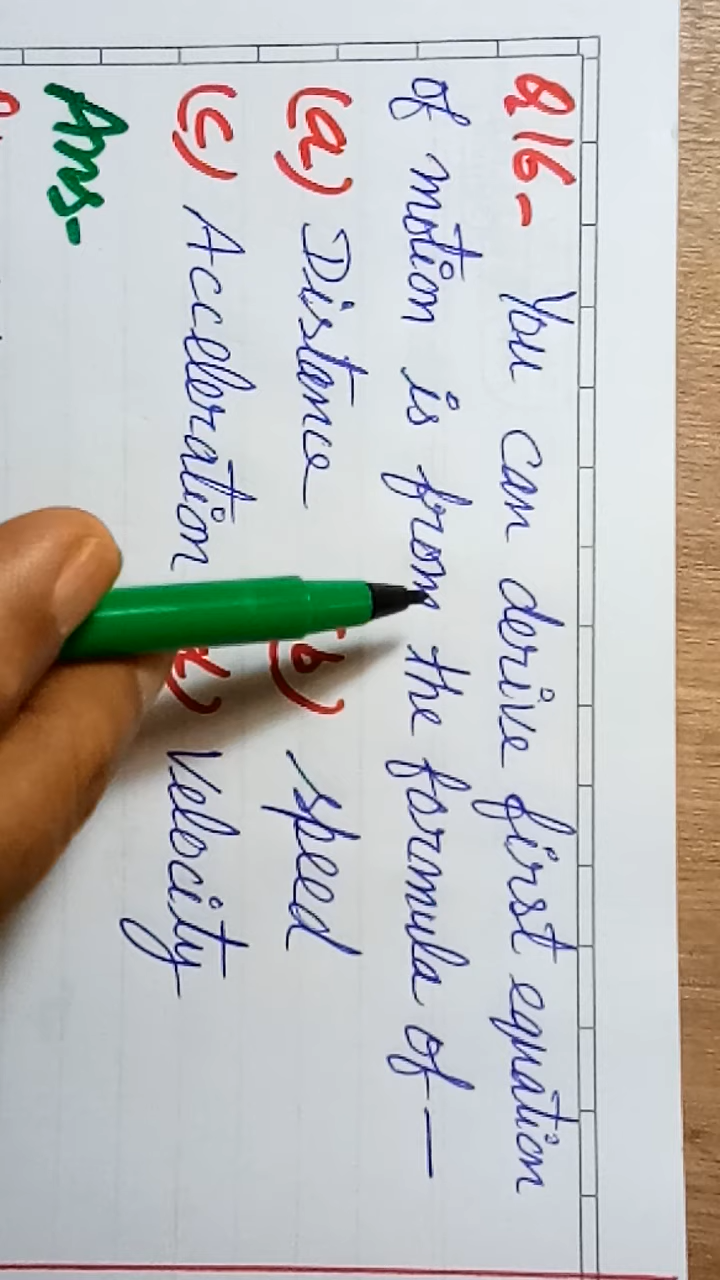 Q16- You can derive first equation
of motion is from the formula of —
(a) Distance (b) speed
(c) Acceleration (d) velocity
Ans-